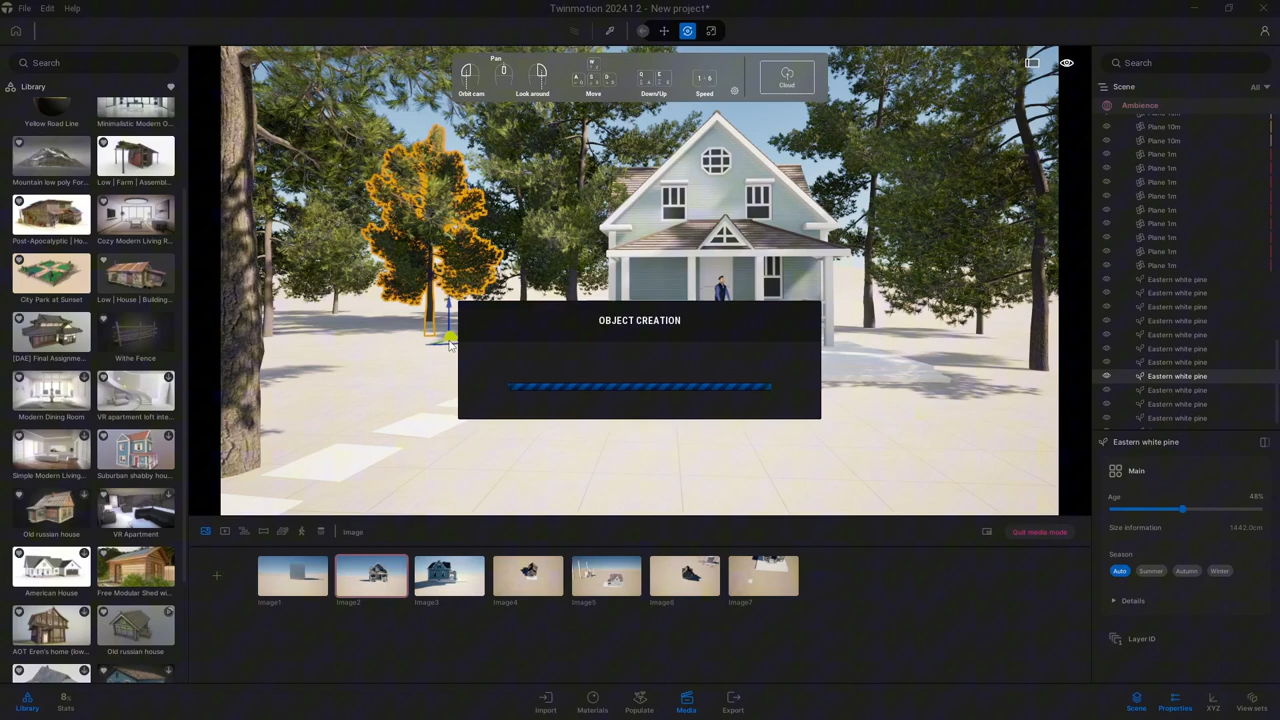 File Edit Help
Twinmotion 2024.1.2 - New project*
Search
Library
Yellow Road Line
Minimalistic Modern O...
Mountain low poly For...
Low | Farm | Assembl...
Post-Apocalyptic | Ho...
Cozy Modern Living R...
City Park at Sunset
Low | House | Building...
[DAE] Final Assignme...
Withe Fence
Modern Dining Room
VR apartment loft inte...
Simple Modern Living...
Suburban shabby hou...
Old russian house
VR Apartment
American House
Free Modular Shed wi...
AOT Eren's home (low...
Old russian house
Pan
W
A S D
Q E
1 - 6
Orbit cam
Look around
Move
Down/Up
Speed
Cloud
OBJECT CREATION
Image
Quit media mode
Image1
Image2
Image3
Image4
Image5
Image6
Image7
Search
Scene
All
Ambience
Plane 10m
Plane 10m
Plane 1m
Plane 1m
Plane 1m
Plane 1m
Plane 1m
Plane 1m
Plane 1m
Plane 1m
Plane 1m
Eastern white pine
Eastern white pine
Eastern white pine
Eastern white pine
Eastern white pine
Eastern white pine
Eastern white pine
Eastern white pine
Eastern white pine
Eastern white pine
Eastern white pine
Eastern white pine
Main
Age
48%
Size information
1442.0cm
Season
Auto
Summer
Autumn
Winter
Details
Layer ID
Library
8%
Stats
Import
Materials
Populate
Media
Export
Scene
Properties
XYZ
View sets